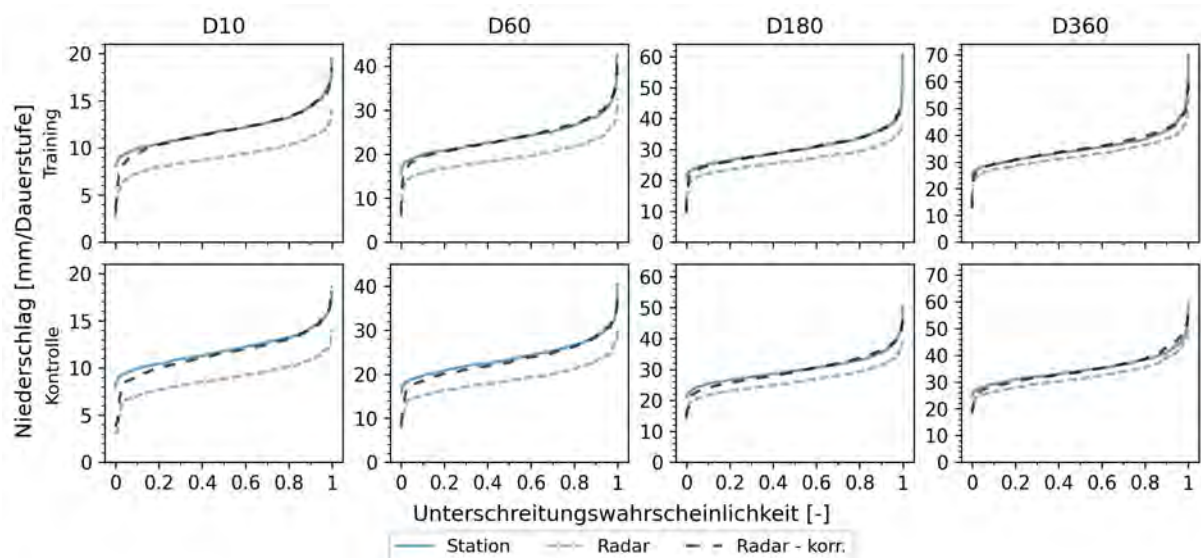 D10 D60 D180 D360
Niederschlag [mm/Dauerstufe]
Training
20 15 10 5 0
40 30 20 10 0
60 50 40 30 20 10 0
70 60 50 40 30 20 10 0
Kontrolle
20 15 10 5 0
40 30 20 10 0
60 50 40 30 20 10 0
70 60 50 40 30 20 10 0
0 0.2 0.4 0.6 0.8 1 0 0.2 0.4 0.6 0.8 1 0 0.2 0.4 0.6 0.8 1 0 0.2 0.4 0.6 0.8 1
Unterschreitungswahrscheinlichkeit [-]
Station Radar Radar - korr.